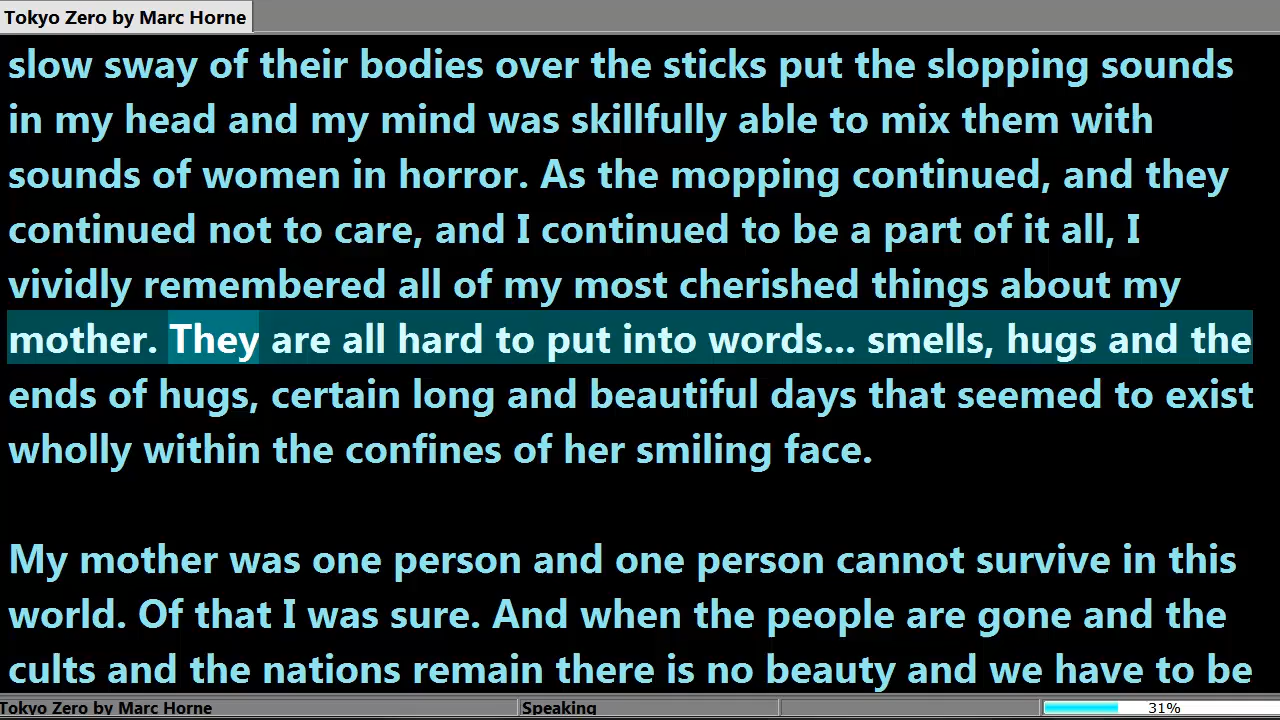 Tokyo Zero by Marc Horne
slow sway of their bodies over the sticks put the slopping sounds
in my head and my mind was skillfully able to mix them with
sounds of women in horror. As the mopping continued, and they
continued not to care, and I continued to be a part of it all, I
vividly remembered all of my most cherished things about my
mother. They are all hard to put into words... smells, hugs and the
ends of hugs, certain long and beautiful days that seemed to exist
wholly within the confines of her smiling face.
My mother was one person and one person cannot survive in this
world. Of that I was sure. And when the people are gone and the
cults and the nations remain there is no beauty and we have to be
Tokyo Zero by Marc Horne Speaking 31%